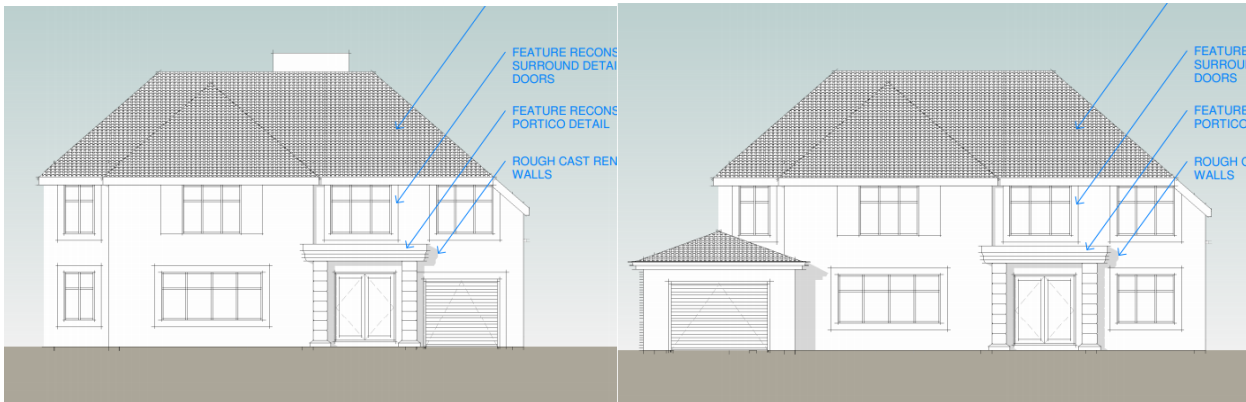 FEATURE RECONS
SURROUND DETAI
DOORS
FEATURE RECONS
PORTICO DETAIL
ROUGH CAST REN
WALLS
FEATURE
SURROU
DOORS
FEATURE
PORTICO
ROUGH C
WALLS